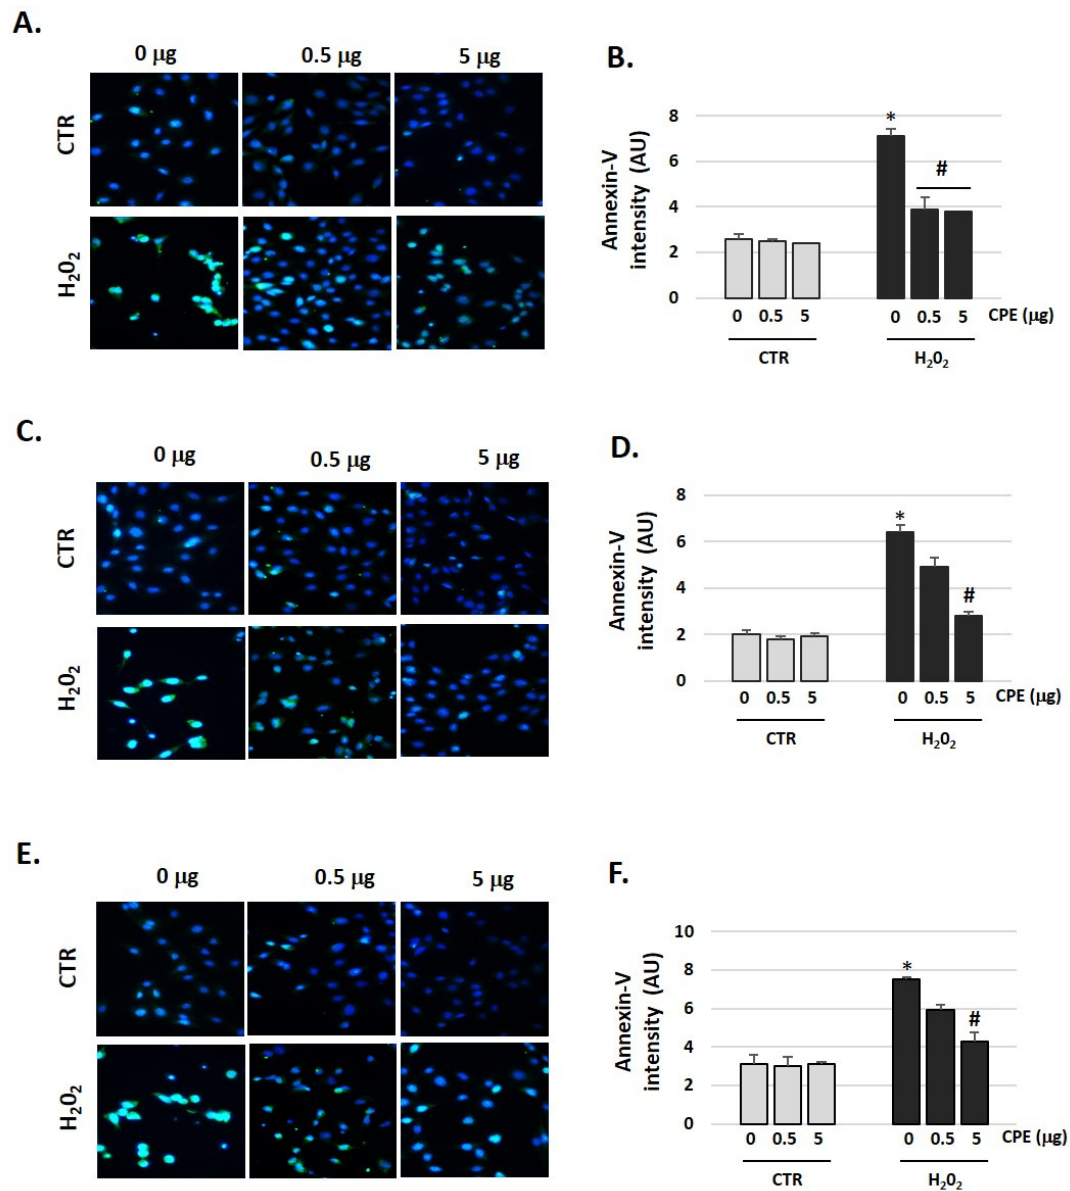 A.
0 µg 0.5 µg 5 µg
CTR
H₂O₂
B.
Annexin-V
intensity (AU)
8
6
4
2
0
*
#
0 0.5 5 0 0.5 5 CPE (µg)
CTR H₂O₂
C.
0 µg 0.5 µg 5 µg
CTR
H₂O₂
D.
Annexin-V
intensity (AU)
8
6
4
2
0
*
#
0 0.5 5 0 0.5 5 CPE (µg)
CTR H₂O₂
E.
0 µg 0.5 µg 5 µg
CTR
H₂O₂
F.
Annexin-V
intensity (AU)
10
8
6
4
2
0
*
#
0 0.5 5 0 0.5 5 CPE (µg)
CTR H₂O₂